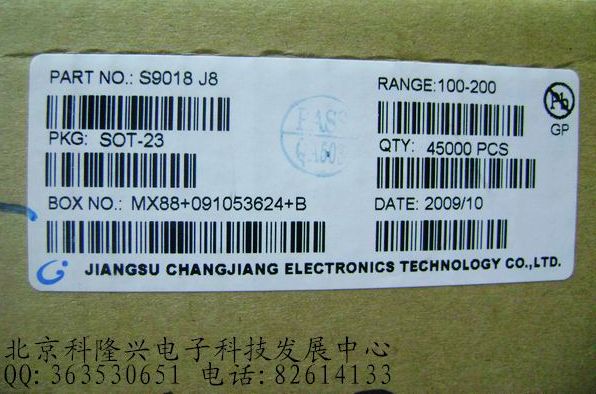 PART NO.: S9018 J8
RANGE:100-200
Pb
GP
PKG: SOT-23
PASS
QTY: 45000 PCS
BOX NO.: MX88+091053624+B
DATE: 2009/10
JIANGSU CHANGJIANG ELECTRONICS TECHNOLOGY CO.,LTD.
北京科隆兴电子科技发展中心
QQ:363530651 电话:82614133